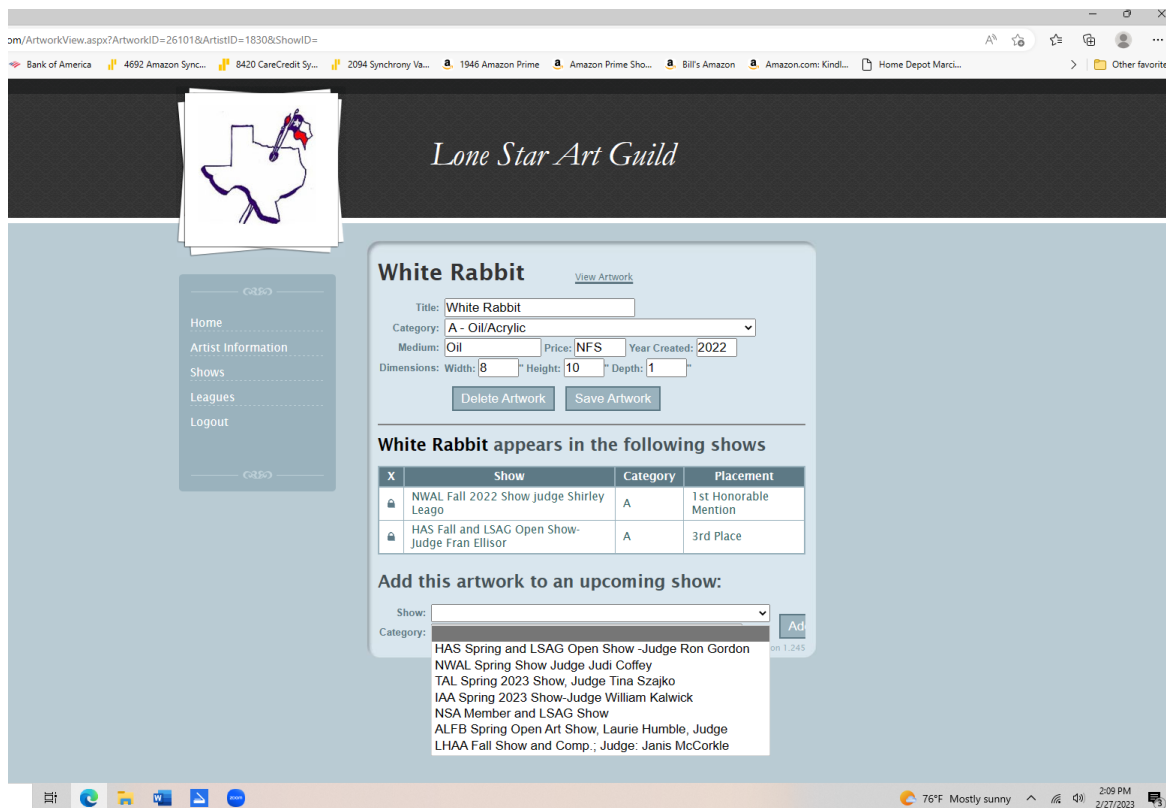 om/ArtworkView.aspx?ArtworkID=26101&ArtistID=1830&ShowID=
Bank of America 4692 Amazon Sync... 8420 CareCredit Sy... 2094 Synchrony Va... 1946 Amazon Prime Amazon Prime Sho... Bill's Amazon Amazon.com: Kindl... Home Depot Marci... Other favorite
Lone Star Art Guild
Home
Artist Information
Shows
Leagues
Logout
White Rabbit View Artwork
Title: White Rabbit
Category: A - Oil/Acrylic
Medium: Oil Price: NFS Year Created: 2022
Dimensions: Width: 8 " Height: 10 " Depth: 1 "
Delete Artwork Save Artwork
White Rabbit appears in the following shows
X Show Category Placement
NWAL Fall 2022 Show judge Shirley
Leago
A
1st Honorable
Mention
HAS Fall and LSAG Open Show-
Judge Fran Ellisor
A
3rd Place
Add this artwork to an upcoming show:
Show:
Category:
Ad
on 1.245
HAS Spring and LSAG Open Show -Judge Ron Gordon
NWAL Spring Show Judge Judi Coffey
TAL Spring 2023 Show, Judge Tina Szajko
IAA Spring 2023 Show-Judge William Kalwick
NSA Member and LSAG Show
ALFB Spring Open Art Show, Laurie Humble, Judge
LHAA Fall Show and Comp.; Judge: Janis McCorkle
zoom
76°F Mostly sunny
2:09 PM
2/27/2023